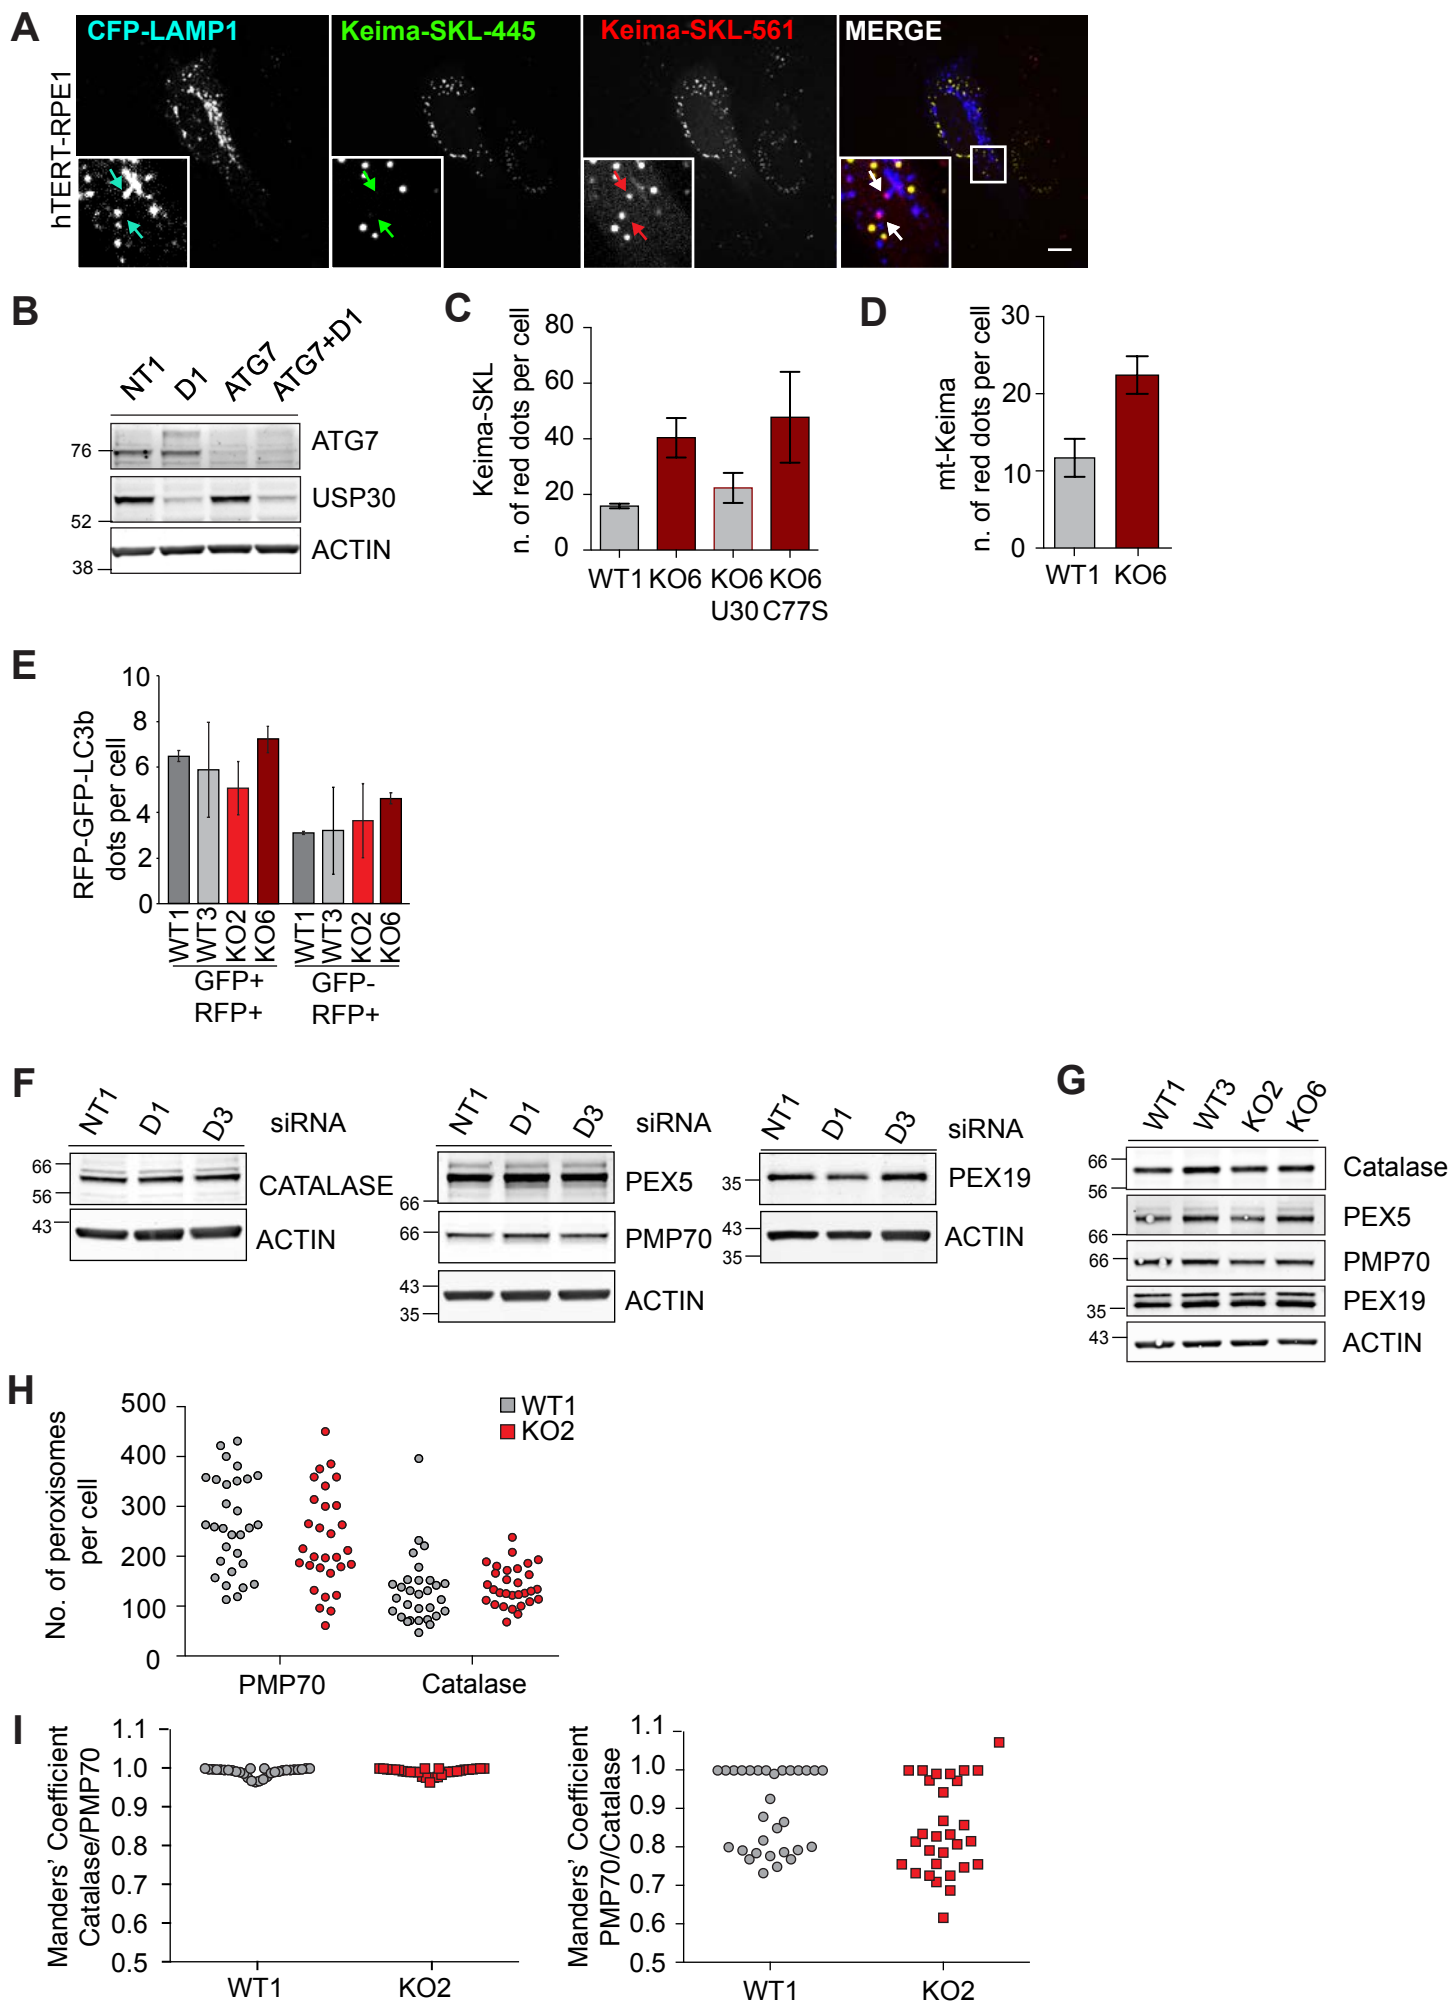 A
CFP-LAMP1 Keima-SKL-445 Keima-SKL-561 MERGE
hTERT-RPE1
B
NT1 D1 ATG7 ATG7+D1
76 ATG7
USP30
52
ACTIN
38
C
Keima-SKL
n. of red dots per cell
80
60
40
20
0
WT1 KO6 KO6 KO6
U30 C77S
D
mt-Keima
n. of red dots per cell
30
20
10
0
WT1 KO6
E
RFP-GFP-LC3b
dots per cell
10
8
6
4
2
0
WT1 WT3 KO2 KO6 WT1 WT3 KO2 KO6
GFP+ GFP-
RFP+ RFP+
F
NT1 D1 D3 siRNA
66
CATALASE
56
43
ACTIN
NT1 D1 D3 siRNA
PEX5
66
66 PMP70
43
ACTIN
35
NT1 D1 D3 siRNA
35 PEX19
43
ACTIN
35
G
WT1 WT3 KO2 KO6
66
Catalase
56
PEX5
66
66 PMP70
PEX19
35
43
ACTIN
H
No. of peroxisomes
per cell
500
400
300
200
100
0
WT1
KO2
PMP70 Catalase
I
Manders' Coefficient
Catalase/PMP70
1.1
1.0
0.9
0.8
0.7
0.6
0.5
WT1 KO2
Manders' Coefficient
PMP70/Catalase
1.1
1.0
0.9
0.8
0.7
0.6
0.5
WT1 KO2